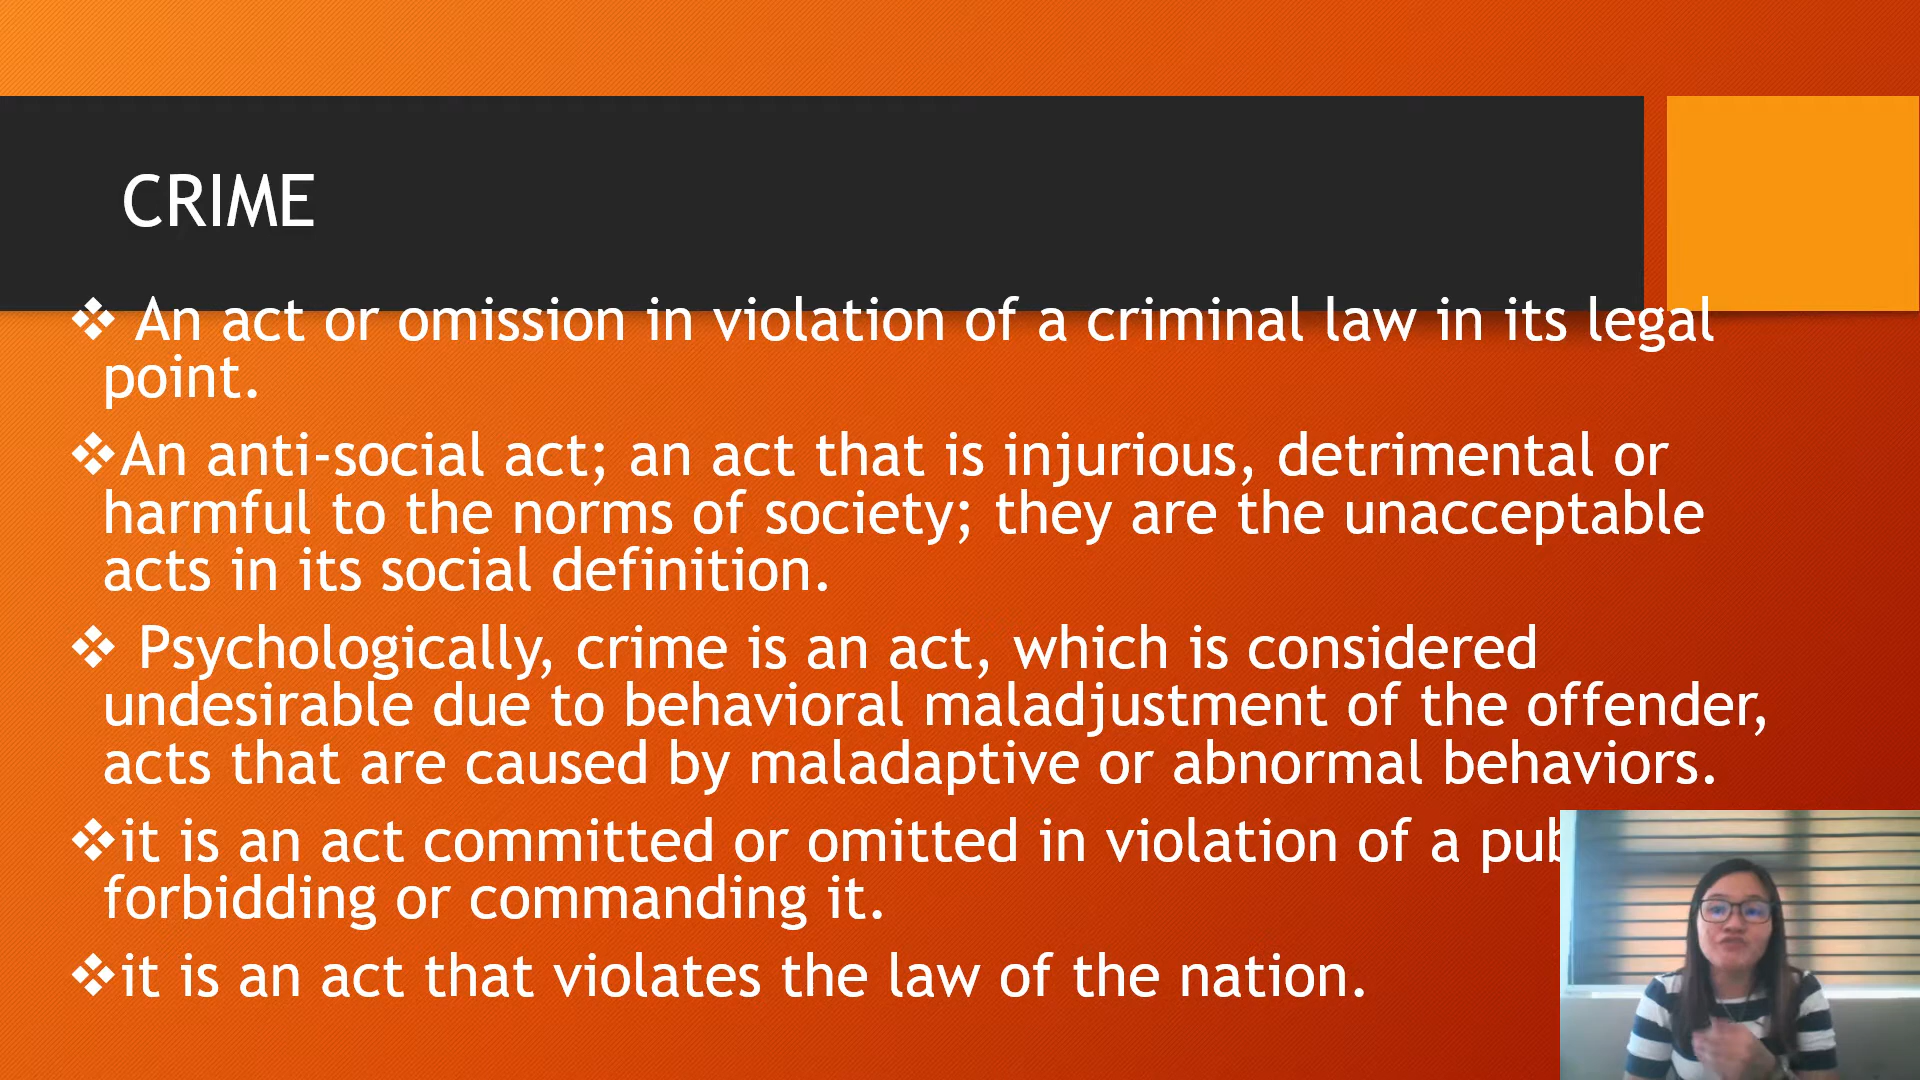 CRIME
❖ An act or omission in violation of a criminal law in its legal
point.
❖An anti-social act; an act that is injurious, detrimental or
harmful to the norms of society; they are the unacceptable
acts in its social definition.
❖ Psychologically, crime is an act, which is considered
undesirable due to behavioral maladjustment of the offender,
acts that are caused by maladaptive or abnormal behaviors.
❖it is an act committed or omitted in violation of a
forbidding or commanding it.
❖it is an act that violates the law of the nation.